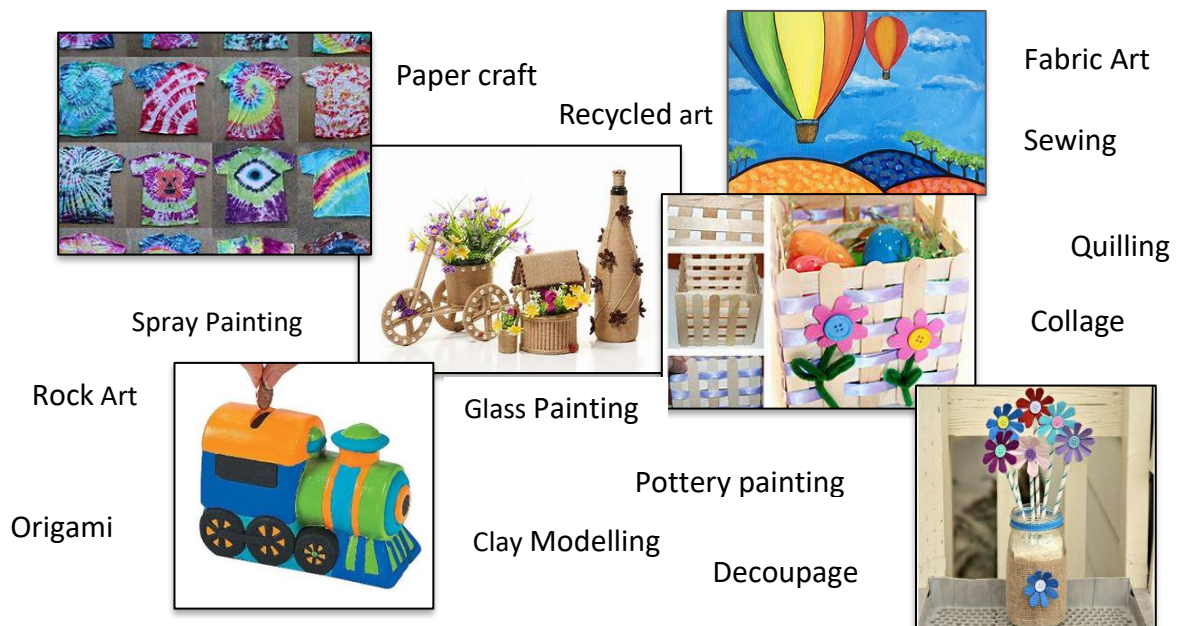 Paper craft
Fabric Art
Recycled art
Sewing
Quilling
Spray Painting
Collage
Rock Art
Glass Painting
Pottery painting
Origami
Clay Modelling
Decoupage